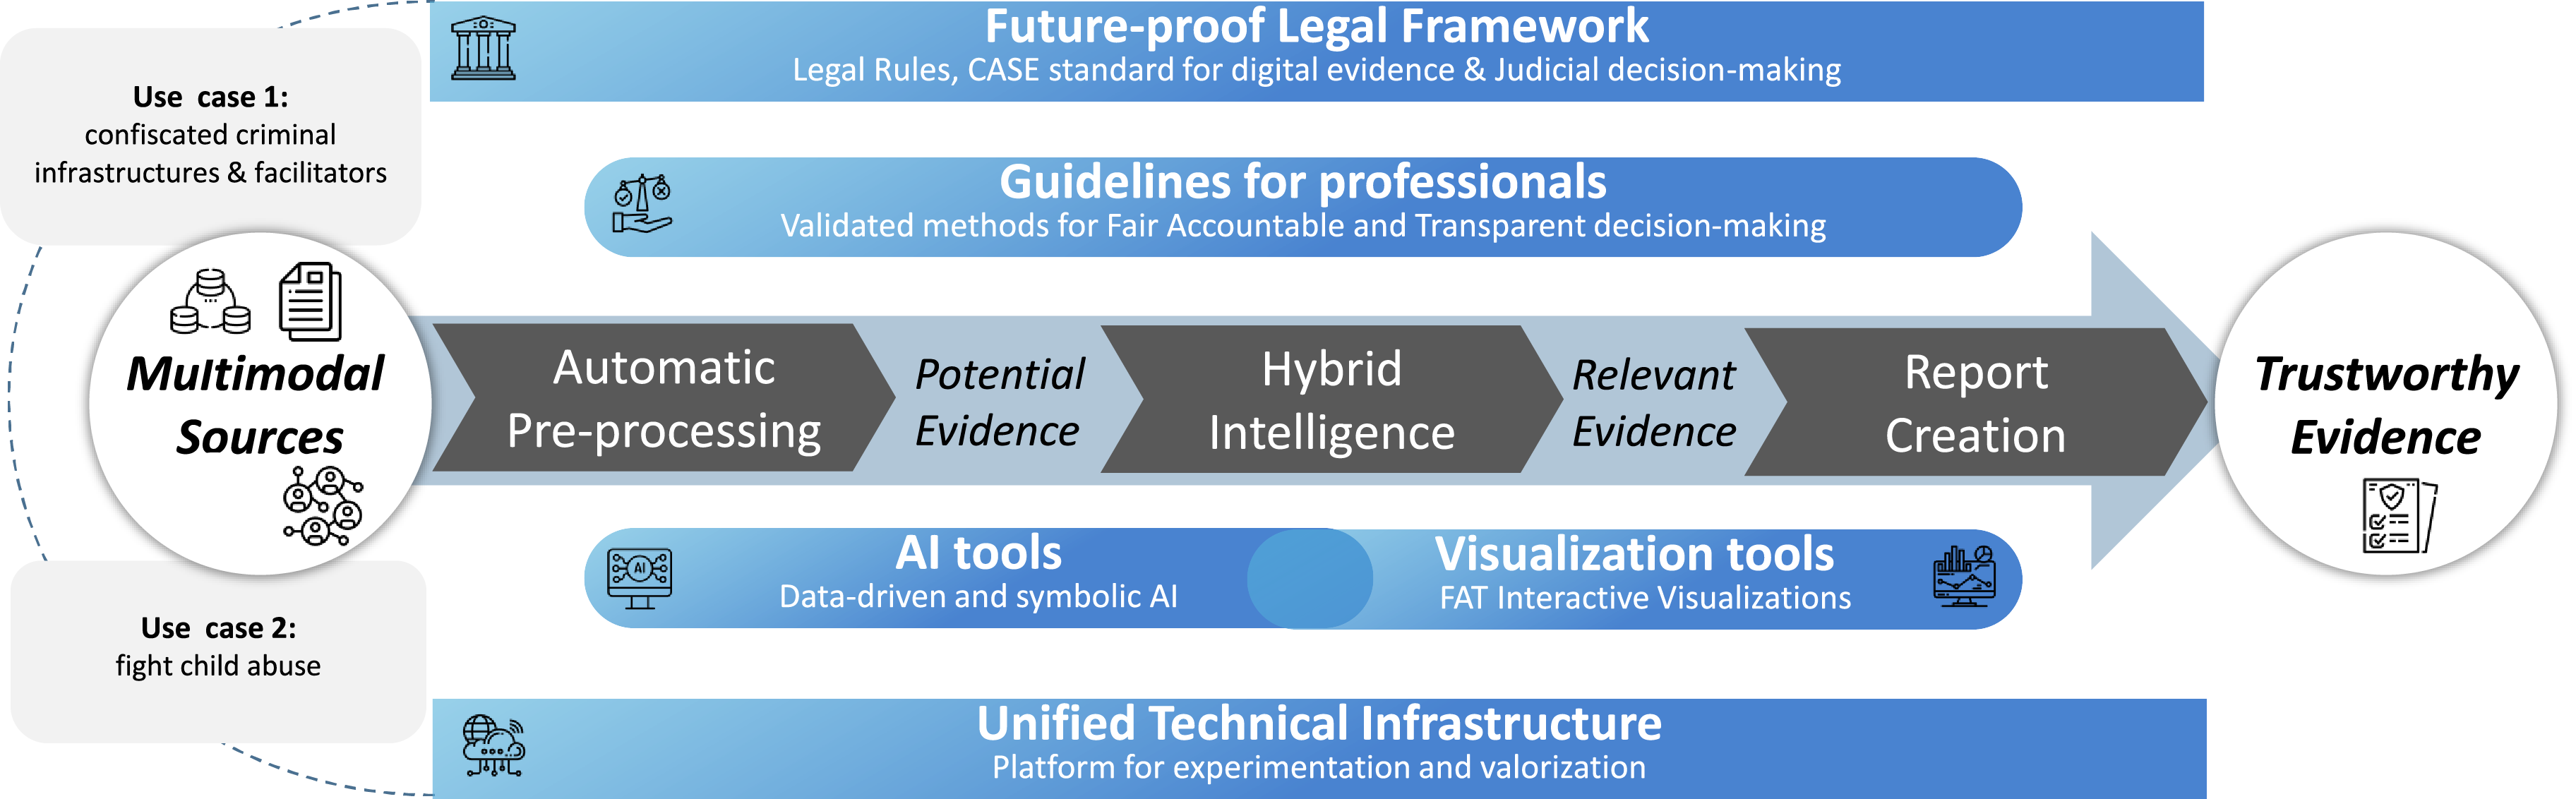 Future-proof Legal Framework
Legal Rules, CASE standard for digital evidence & Judicial decision-making
Use case 1:
confiscated criminal
infrastructures & facilitators
Guidelines for professionals
Validated methods for Fair Accountable and Transparent decision-making
Multimodal
Sources
Automatic
Pre-processing
Potential
Evidence
Hybrid
Intelligence
Relevant
Evidence
Report
Creation
Trustworthy
Evidence
AI
AI tools
Data-driven and symbolic AI
Visualization tools
FAT Interactive Visualizations
Use case 2:
fight child abuse
Unified Technical Infrastructure
Platform for experimentation and valorization